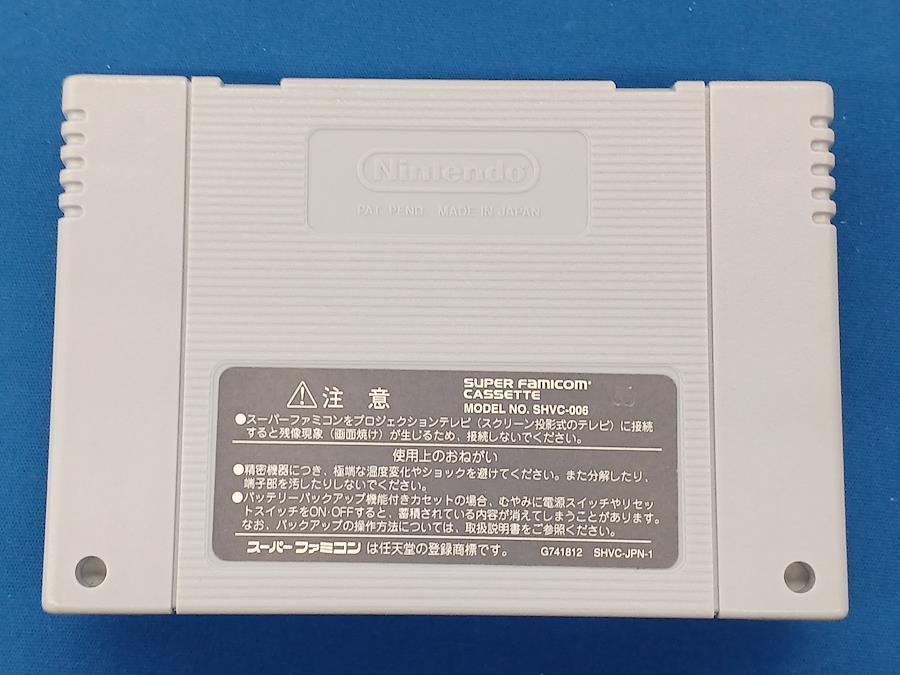 Nintendo
PAT. PEND. MADE IN JAPAN
⚠注 意
SUPER FAMICOM
CASSETTE
MODEL NO. SHVC-006
●スーパーファミコンをプロジェクションテレビ（スクリーン投影式のテレビ）に接続
すると残像現象（画面焼け）が生じるため、接続しないでください。
使用上のおねがい
●精密機器につき、極端な温度変化やショックを避けてください。また分解したり、
端子部を汚したりしないでください。
●バッテリーバックアップ機能付きカセットの場合、むやみに電源スイッチやリセッ
トスイッチをON・OFFすると、蓄積されている内容が消えてしまうことがあります。
なお、バックアップの操作方法については、取扱説明書をご参照ください。
スーパーファミコン は任天堂の登録商標です。 G741812 SHVC-JPN-1